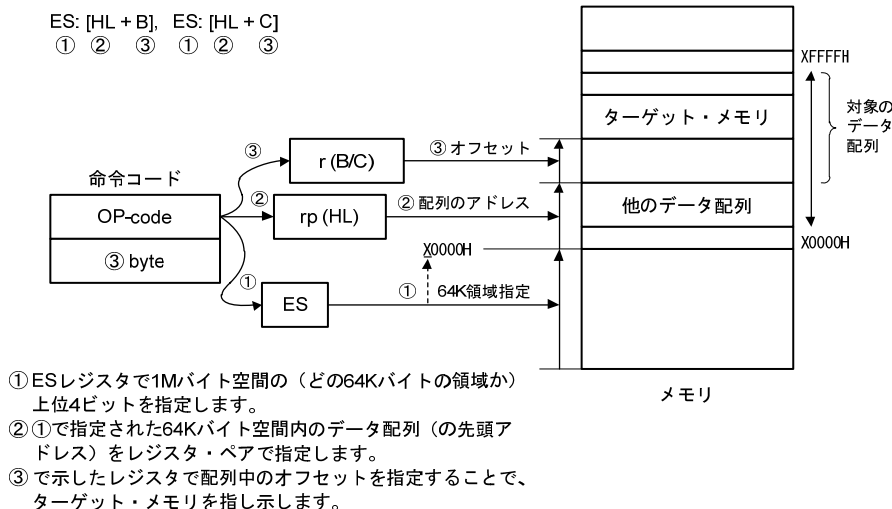 ES: [HL + B],  ES: [HL + C]
① ② ③ ① ② ③
XFFFFH
ターゲット・メモリ
対象の
データ
配列
③
r (B/C)
③ オフセット
命令コード
OP-code
②
rp (HL)
② 配列のアドレス
他のデータ配列
③ byte
X0000H
X0000H
①
ES
① 64K領域指定
メモリ
① ESレジスタで1Mバイト空間の（どの64Kバイトの領域か）
上位4ビットを指定します。
② ①で指定された64Kバイト空間内のデータ配列（の先頭ア
ドレス）をレジスタ・ペアで指定します。
③ で示したレジスタで配列中のオフセットを指定することで、
ターゲット・メモリを指し示します。